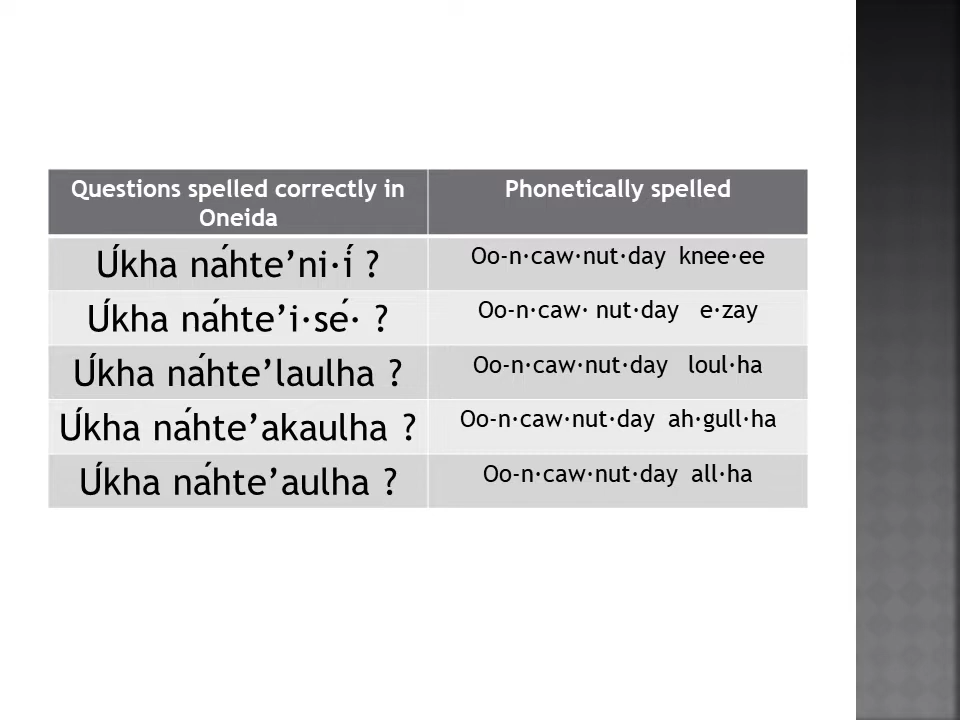 Questions spelled correctly in
Oneida
Phonetically spelled
Ú́kha náhte’ni·í ?
Oo-n·caw·nut·day knee·ee
Úkha náhte’i·sé· ?
Oo-n·caw· nut·day e·zay
Úkha náhte’laulha ?
Oo-n·caw·nut·day loul·ha
Úkha náhte’akaulha ?
Oo-n·caw·nut·day ah·gull·ha
Úkha náhte’aulha ?
Oo-n·caw·nut·day all·ha